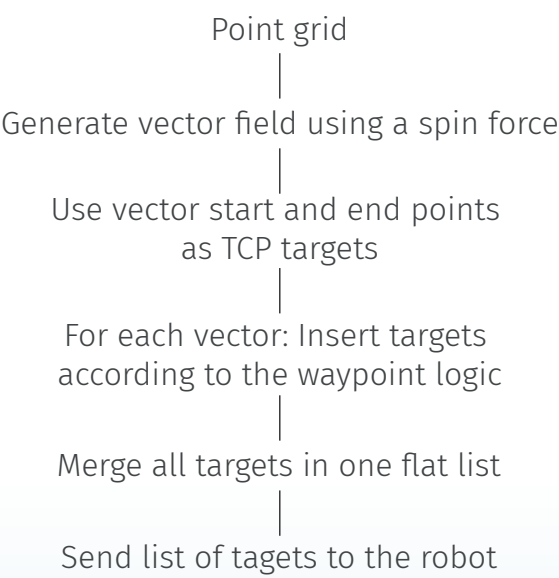 Point grid
Generate vector field using a spin force
Use vector start and end points
as TCP targets
For each vector: Insert targets
according to the waypoint logic
Merge all targets in one flat list
Send list of tagets to the robot